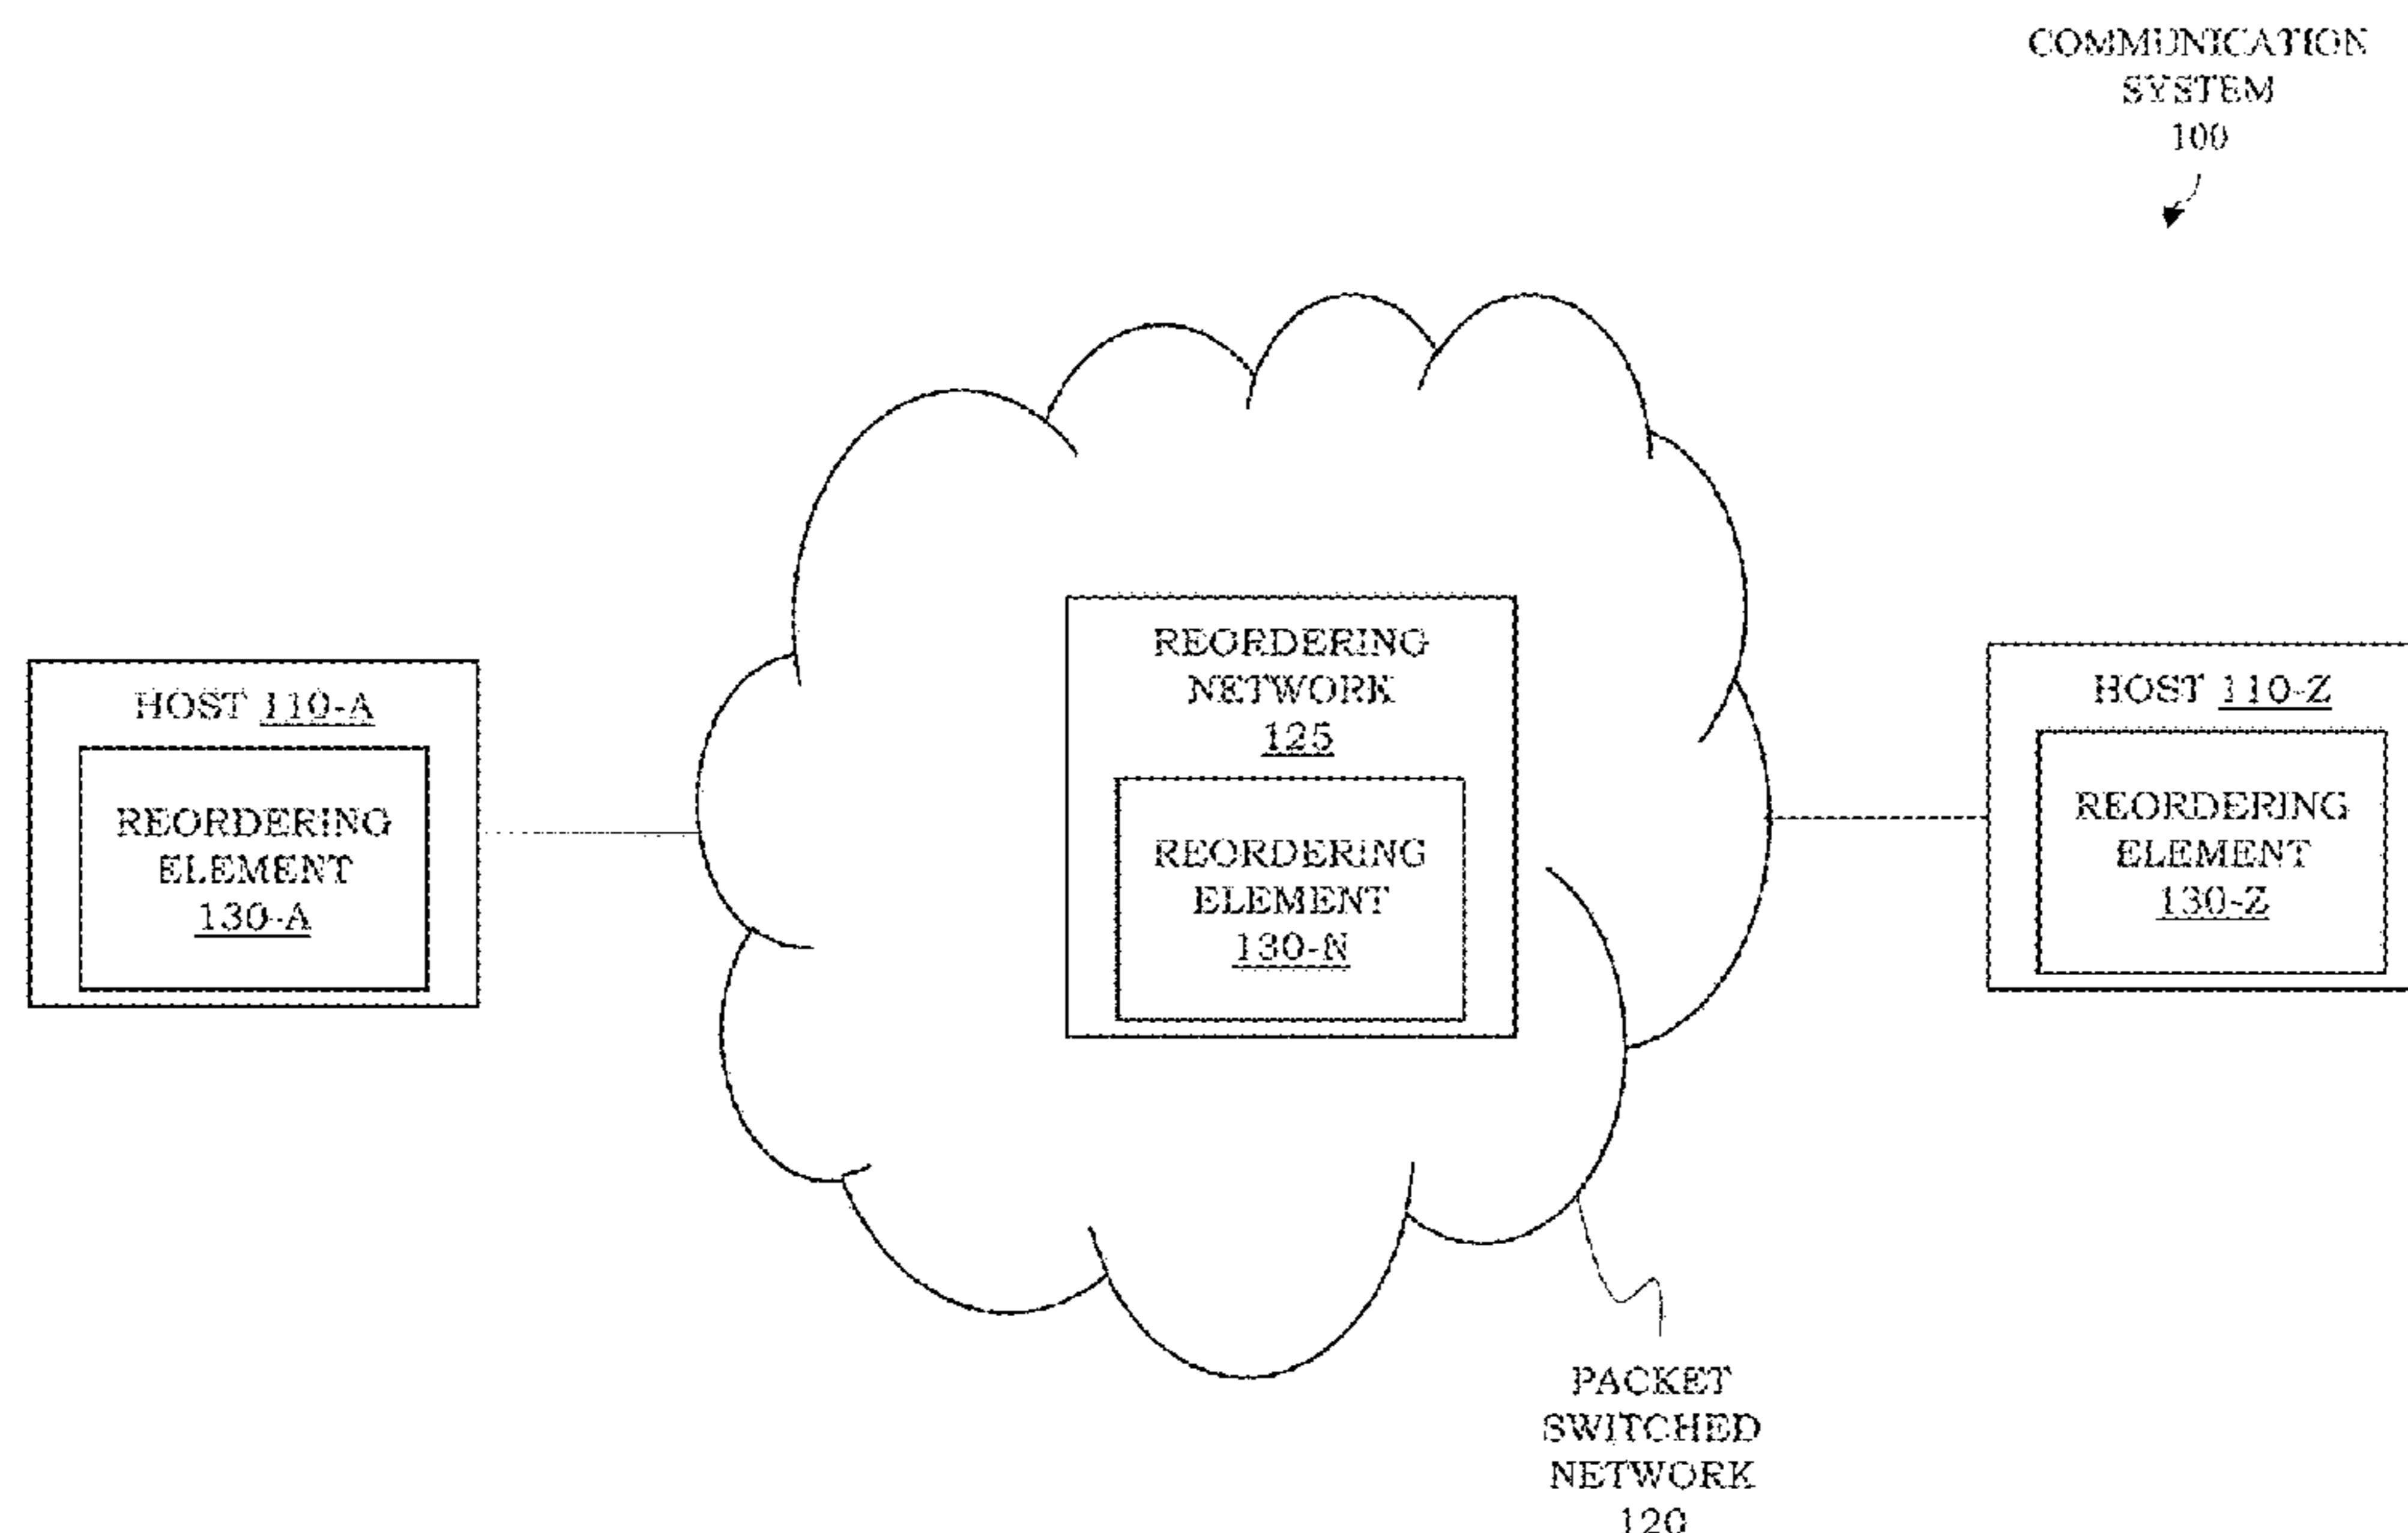 COMMUNICATION
SYSTEM
100
REORDERING
NETWORK
125
HOST 110-A
HOST 110-Z
REORDERING
ELEMENT
130-A
REORDERING
ELEMENT
130-N
REORDERING
ELEMENT
130-Z
PACKET
SWITCHED
NETWORK
120